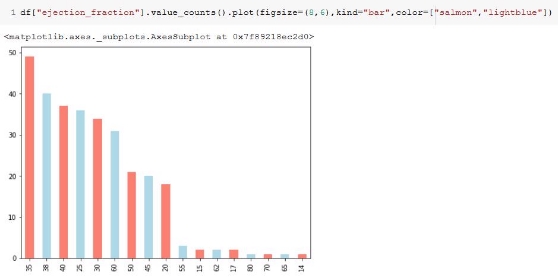 1 df["ejection_fraction"].value_counts().plot(figsize=(8,6),kind="bar",color=["salmon","lightblue"])
<matplotlib.axes._subplots.AxesSubplot at 0x7f89218ec2d0>
50
40
30
20
10
0
35 38 40 25 30 60 50 45 20 55 15 62 17 80 70 65 14